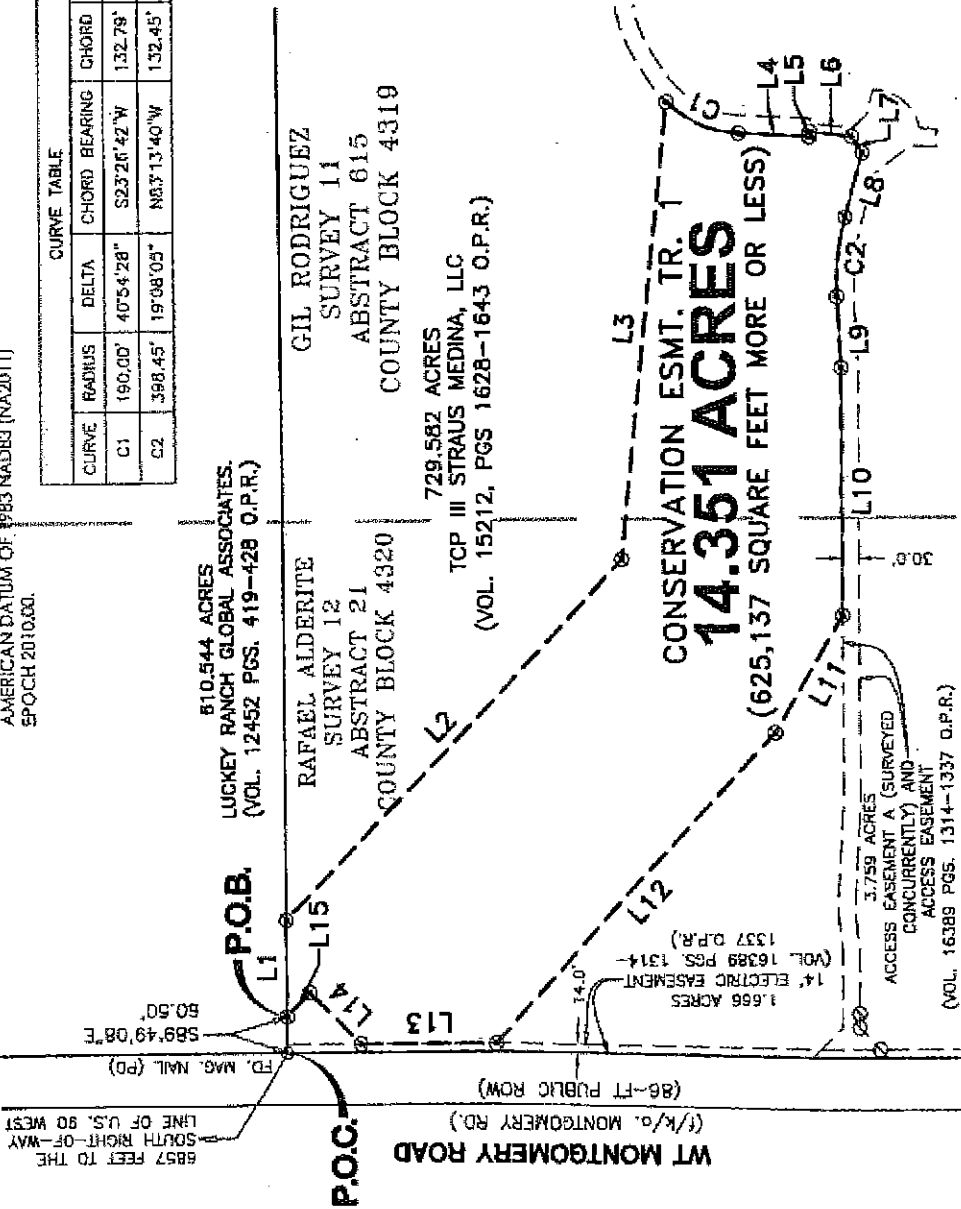 AMERICAN DATUM OF 1983 NAD83 (NA2011)
EPOCH 2010.00.
CURVE TABLE
CURVE RADIUS DELTA CHORD BEARING CHORD
C1 190.00' 40°54'28" S23°26'42"W 132.79'
C2 398.45' 19°08'05" N83°13'40"W 132.45'
610.544 ACRES
LUCKEY RANCH GLOBAL ASSOCIATES.
(VOL. 12452 PGS. 419-428 O.P.R.)
RAFAEL ALDERITE
SURVEY 12
ABSTRACT 21
COUNTY BLOCK 4320
GIL RODRIGUEZ
SURVEY 11
ABSTRACT 615
COUNTY BLOCK 4319
729.582 ACRES
TCP III STRAUS MEDINA, LLC
(VOL. 15212, PGS 1628-1643 O.P.R.)
CONSERVATION ESMT. TR. 1
14.351 ACRES
(625,137 SQUARE FEET MORE OR LESS)
P.O.B.
P.O.C.
L1
L2
L3
C1
L4
L5
L6
L7
L8
C2
L9
L10
L11
L12
L13
L14
L15
30.0'
14.0'
S89°49'08"E
60.50'
FD. MAG. NAIL (PD)
6857 FEET TO THE
SOUTH RIGHT-OF-WAY
LINE OF U.S. 90 WEST
WT MONTGOMERY ROAD
(f/k/a. MONTGOMERY RD.)
(86-FT PUBLIC ROW)
1.666 ACRES
14' ELECTRIC EASEMENT
(VOL. 16389 PGS. 1314-
1337 O.P.R.)
3.759 ACRES
ACCESS EASEMENT A (SURVEYED
CONCURRENTLY) AND
ACCESS EASEMENT
(VOL. 16389 PGS. 1314-1337 O.P.R.)